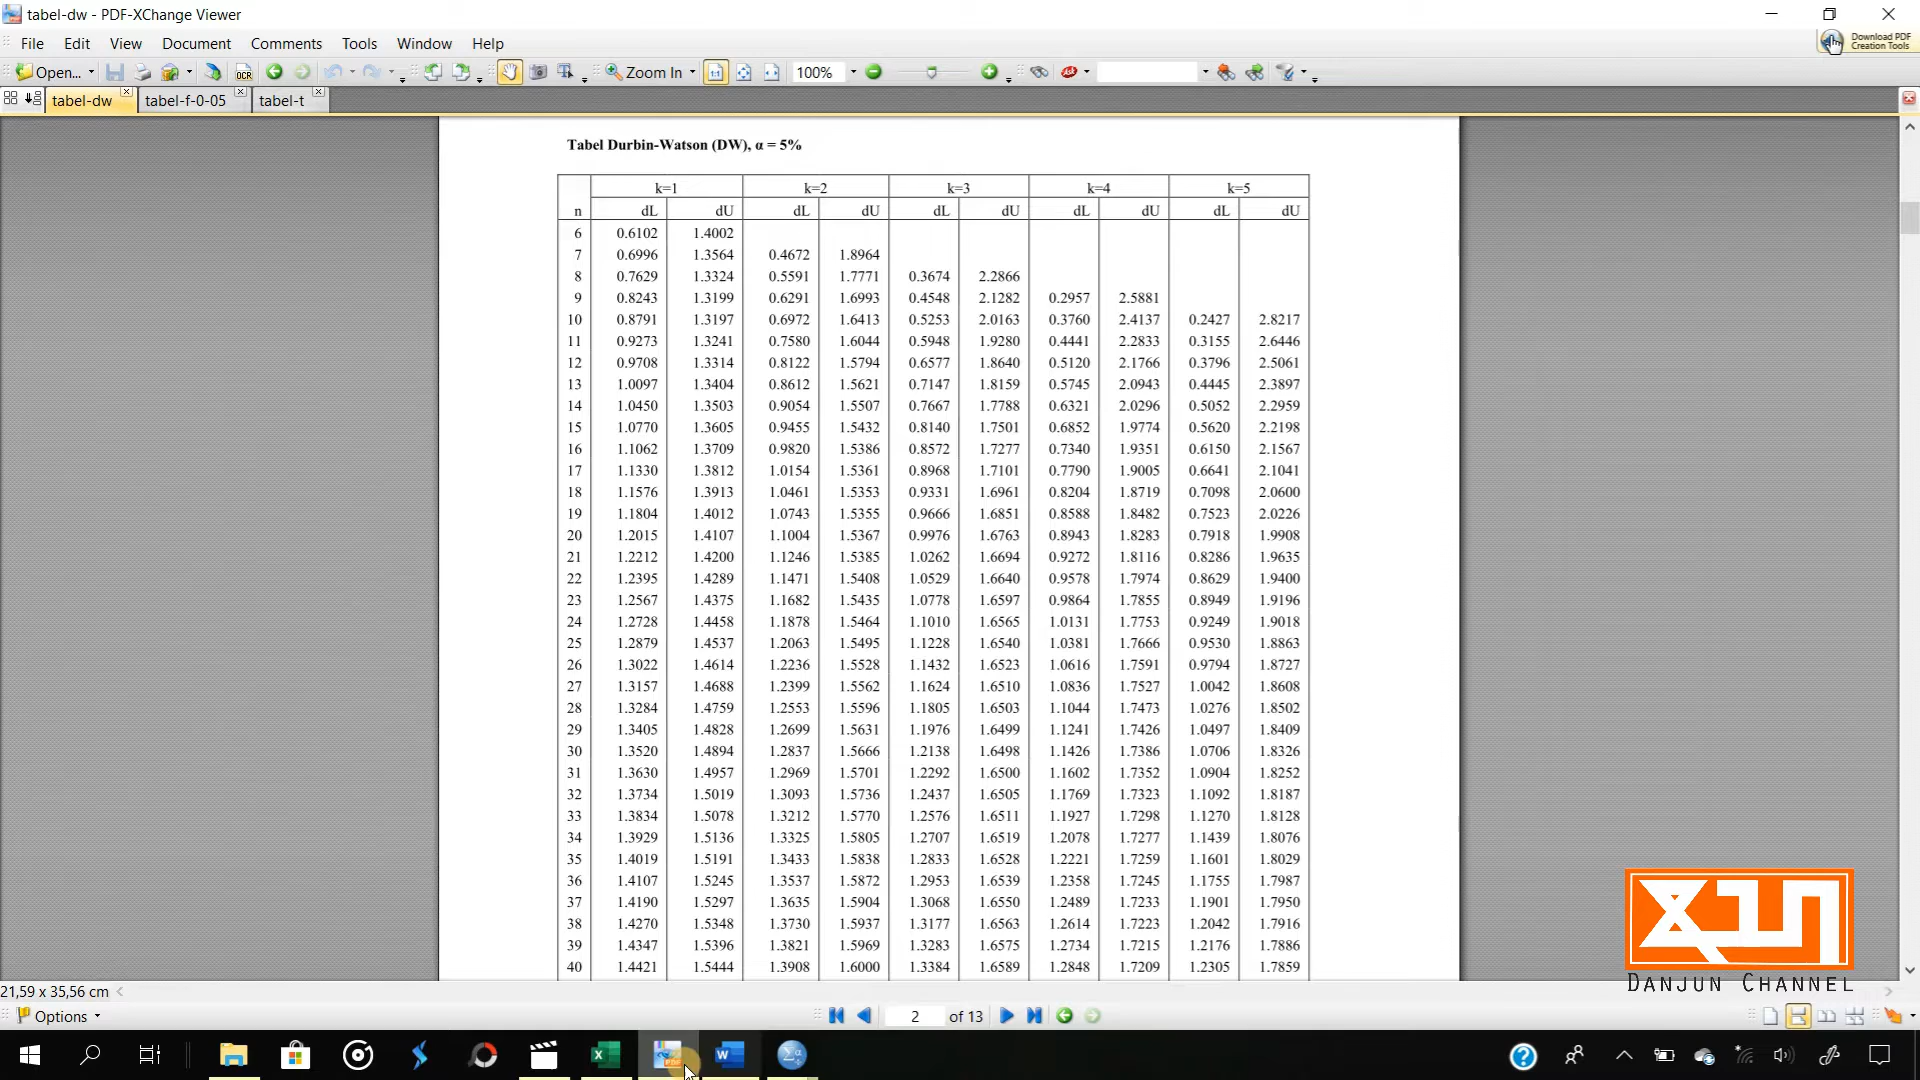 tabel-dw - PDF-XChange Viewer
File Edit View Document Comments Tools Window Help
Download PDF
Creation Tools
Open... OCR Zoom In 100%
tabel-dw tabel-f-0-05 tabel-t
Tabel Durbin-Watson (DW), α = 5%
k=1 k=2 k=3 k=4 k=5
n dL dU dL dU dL dU dL dU dL dU
6 0.6102 1.4002
7 0.6996 1.3564 0.4672 1.8964
8 0.7629 1.3324 0.5591 1.7771 0.3674 2.2866
9 0.8243 1.3199 0.6291 1.6993 0.4548 2.1282 0.2957 2.5881
10 0.8791 1.3197 0.6972 1.6413 0.5253 2.0163 0.3760 2.4137 0.2427 2.8217
11 0.9273 1.3241 0.7580 1.6044 0.5948 1.9280 0.4441 2.2833 0.3155 2.6446
12 0.9708 1.3314 0.8122 1.5794 0.6577 1.8640 0.5120 2.1766 0.3796 2.5061
13 1.0097 1.3404 0.8612 1.5621 0.7147 1.8159 0.5745 2.0943 0.4445 2.3897
14 1.0450 1.3503 0.9054 1.5507 0.7667 1.7788 0.6321 2.0296 0.5052 2.2959
15 1.0770 1.3605 0.9455 1.5432 0.8140 1.7501 0.6852 1.9774 0.5620 2.2198
16 1.1062 1.3709 0.9820 1.5386 0.8572 1.7277 0.7340 1.9351 0.6150 2.1567
17 1.1330 1.3812 1.0154 1.5361 0.8968 1.7101 0.7790 1.9005 0.6641 2.1041
18 1.1576 1.3913 1.0461 1.5353 0.9331 1.6961 0.8204 1.8719 0.7098 2.0600
19 1.1804 1.4012 1.0743 1.5355 0.9666 1.6851 0.8588 1.8482 0.7523 2.0226
20 1.2015 1.4107 1.1004 1.5367 0.9976 1.6763 0.8943 1.8283 0.7918 1.9908
21 1.2212 1.4200 1.1246 1.5385 1.0262 1.6694 0.9272 1.8116 0.8286 1.9635
22 1.2395 1.4289 1.1471 1.5408 1.0529 1.6640 0.9578 1.7974 0.8629 1.9400
23 1.2567 1.4375 1.1682 1.5435 1.0778 1.6597 0.9864 1.7855 0.8949 1.9196
24 1.2728 1.4458 1.1878 1.5464 1.1010 1.6565 1.0131 1.7753 0.9249 1.9018
25 1.2879 1.4537 1.2063 1.5495 1.1228 1.6540 1.0381 1.7666 0.9530 1.8863
26 1.3022 1.4614 1.2236 1.5528 1.1432 1.6523 1.0616 1.7591 0.9794 1.8727
27 1.3157 1.4688 1.2399 1.5562 1.1624 1.6510 1.0836 1.7527 1.0042 1.8608
28 1.3284 1.4759 1.2553 1.5596 1.1805 1.6503 1.1044 1.7473 1.0276 1.8502
29 1.3405 1.4828 1.2699 1.5631 1.1976 1.6499 1.1241 1.7426 1.0497 1.8409
30 1.3520 1.4894 1.2837 1.5666 1.2138 1.6498 1.1426 1.7386 1.0706 1.8326
31 1.3630 1.4957 1.2969 1.5701 1.2292 1.6500 1.1602 1.7352 1.0904 1.8252
32 1.3734 1.5019 1.3093 1.5736 1.2437 1.6505 1.1769 1.7323 1.1092 1.8187
33 1.3834 1.5078 1.3212 1.5770 1.2576 1.6511 1.1927 1.7298 1.1270 1.8128
34 1.3929 1.5136 1.3325 1.5805 1.2707 1.6519 1.2078 1.7277 1.1439 1.8076
35 1.4019 1.5191 1.3433 1.5838 1.2833 1.6528 1.2221 1.7259 1.1601 1.8029
36 1.4107 1.5245 1.3537 1.5872 1.2953 1.6539 1.2358 1.7245 1.1755 1.7987
37 1.4190 1.5297 1.3635 1.5904 1.3068 1.6550 1.2489 1.7233 1.1901 1.7950
38 1.4270 1.5348 1.3730 1.5937 1.3177 1.6563 1.2614 1.7223 1.2042 1.7916
39 1.4347 1.5396 1.3821 1.5969 1.3283 1.6575 1.2734 1.7215 1.2176 1.7886
40 1.4421 1.5444 1.3908 1.6000 1.3384 1.6589 1.2848 1.7209 1.2305 1.7859
DANJUN CHANNEL
21,59 x 35,56 cm
Options 2 of 13